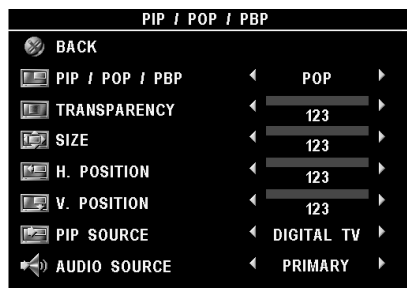 PIP / POP / PBP
BACK
PIP / POP / PBP POP
TRANSPARENCY 123
SIZE 123
H. POSITION 123
V. POSITION 123
PIP SOURCE DIGITAL TV
AUDIO SOURCE PRIMARY